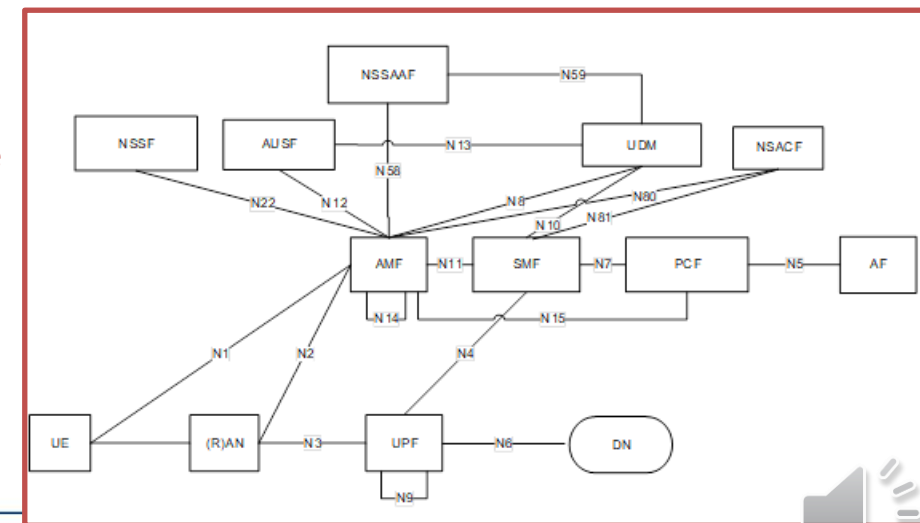 NSSAAF
N59
NSSF
AUSF
N13
UDM
NSACF
N58
N22
N12
N8
N80
N10
N81
AMF
N11
SMF
N7
PCF
N5
AF
N14
N15
N1
N2
N4
UE
(R)AN
N3
UPF
N6
DN
N9